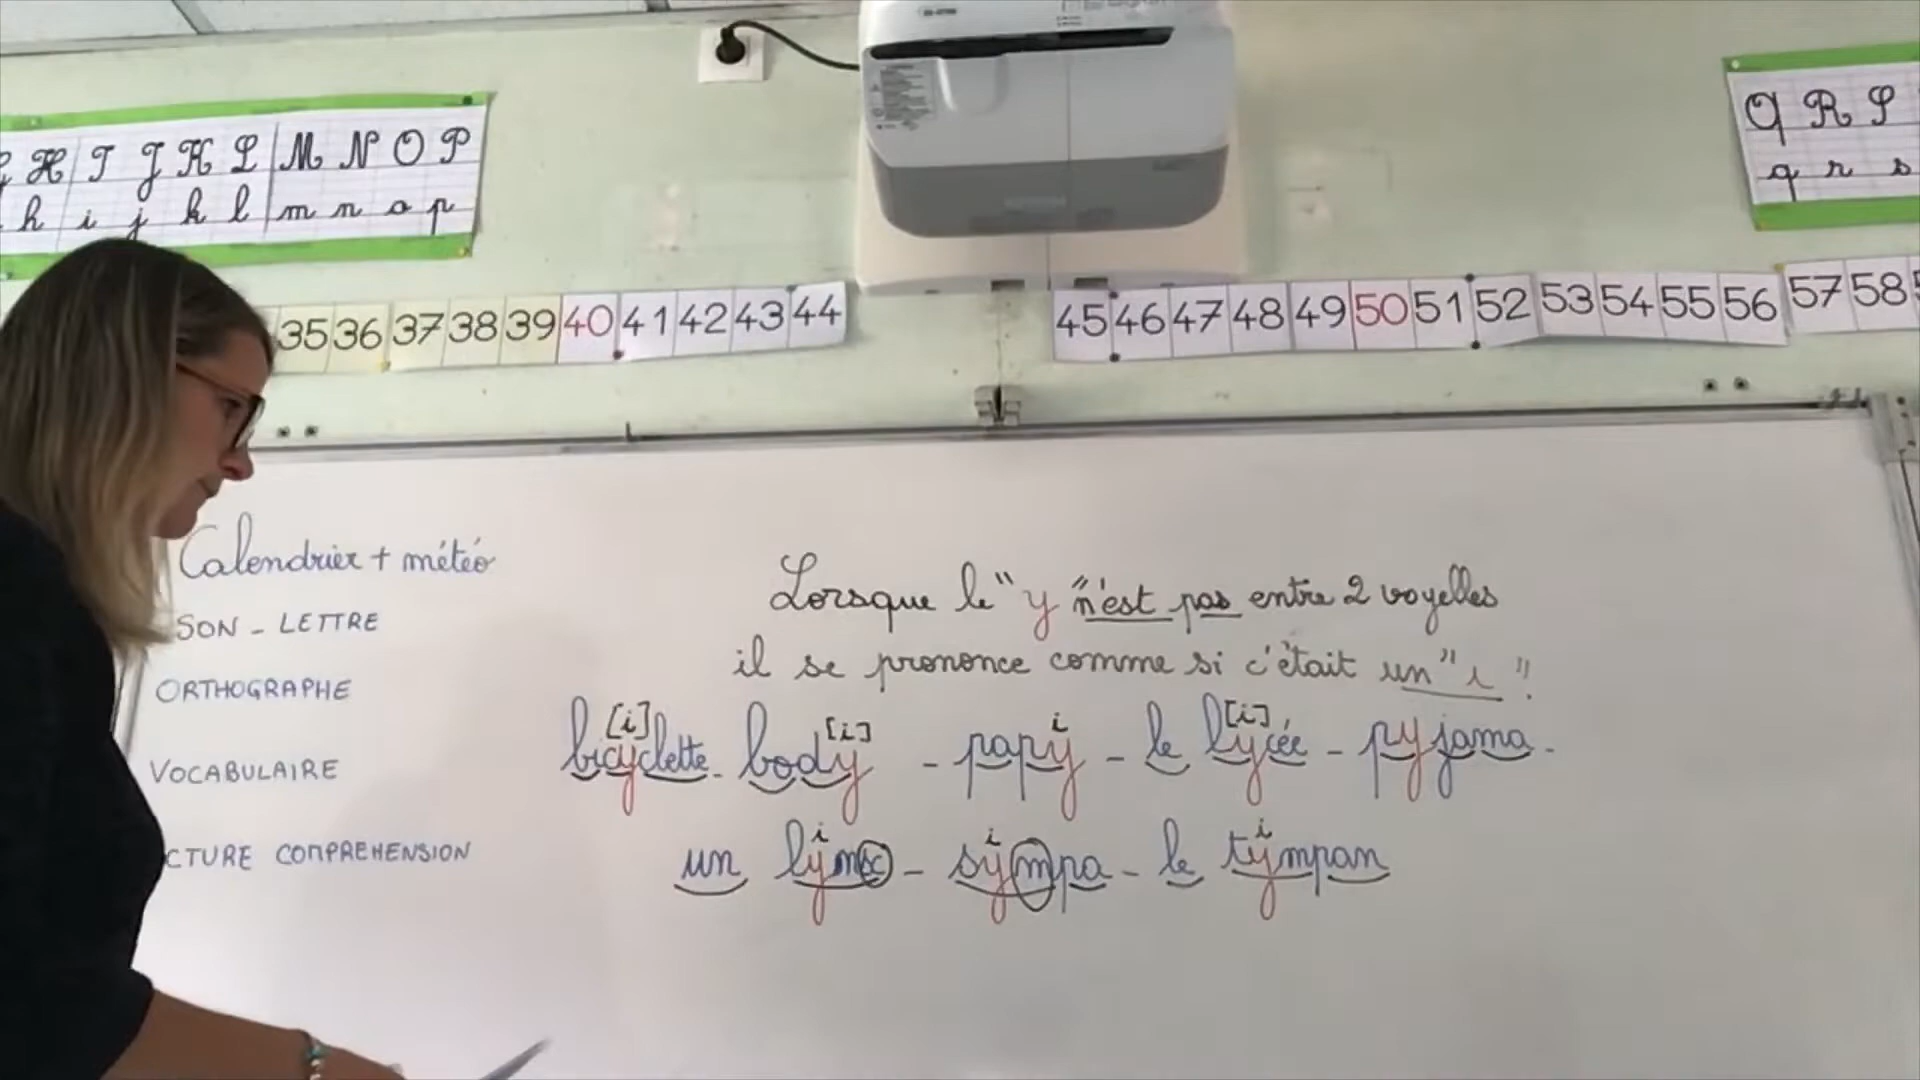 H I J K L M N O P
h i j k l m n o p
Q R S
q r s
35 36 37 38 39 40 41 42 43 44
45 46 47 48 49 50 51 52 53 54 55 56 57 58
Calendrier + météo
SON - LETTRE
ORTHOGRAPHE
VOCABULAIRE
CTURE COMPREHENSION
Lorsque le "y" n'est pas entre 2 voyelles
il se prononce comme si c'était un "i".
[i] [i] i [i]
bicyclette - body - papy - le lycée - pyjama -
i i i
un lynx - sympa - le tympan